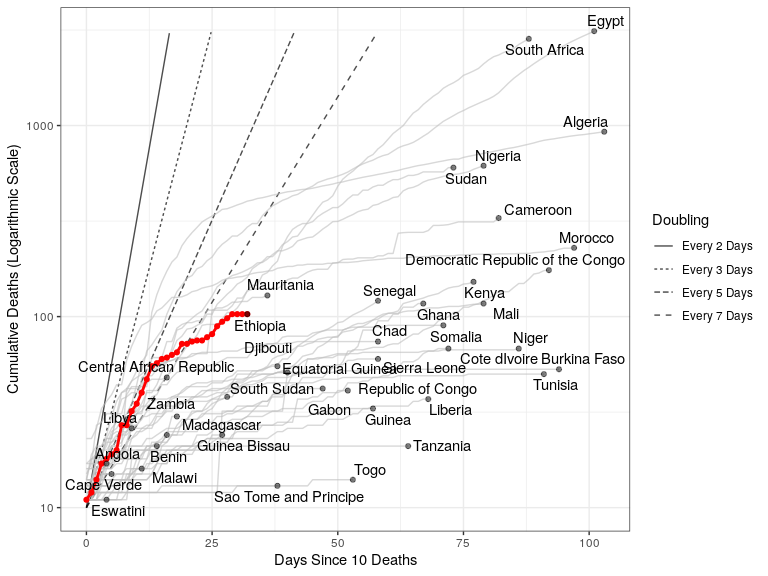 Egypt
South Africa
Algeria
Nigeria
Sudan
Cameroon
Morocco
Democratic Republic of the Congo
Mauritania
Senegal
Kenya
Ghana
Mali
Ethiopia
Chad
Somalia
Niger
Djibouti
Cote dIvoire
Burkina Faso
Central African Republic
Equatorial Guinea
Sierra Leone
Tunisia
South Sudan
Republic of Congo
Zambia
Gabon
Liberia
Libya
Guinea
Madagascar
Guinea Bissau
Tanzania
Angola
Benin
Togo
Malawi
Cape Verde
Sao Tome and Principe
Eswatini
1000
100
10
0
25
50
75
100
Days Since 10 Deaths
Cumulative Deaths (Logarithmic Scale)
Doubling
Every 2 Days
Every 3 Days
Every 5 Days
Every 7 Days